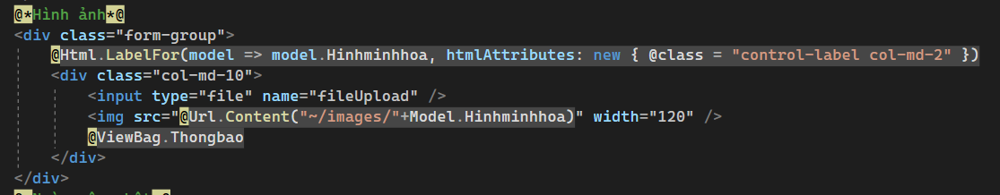 @*Hình ảnh*@
<div class="form-group">
@Html.LabelFor(model => model.Hinhminhhoa, htmlAttributes: new { @class = "control-label col-md-2" })
<div class="col-md-10">
<input type="file" name="fileUpload" />
<img src="@Url.Content("~/images/"+Model.Hinhminhhoa)" width="120" />
@ViewBag.Thongbao
</div>
</div>